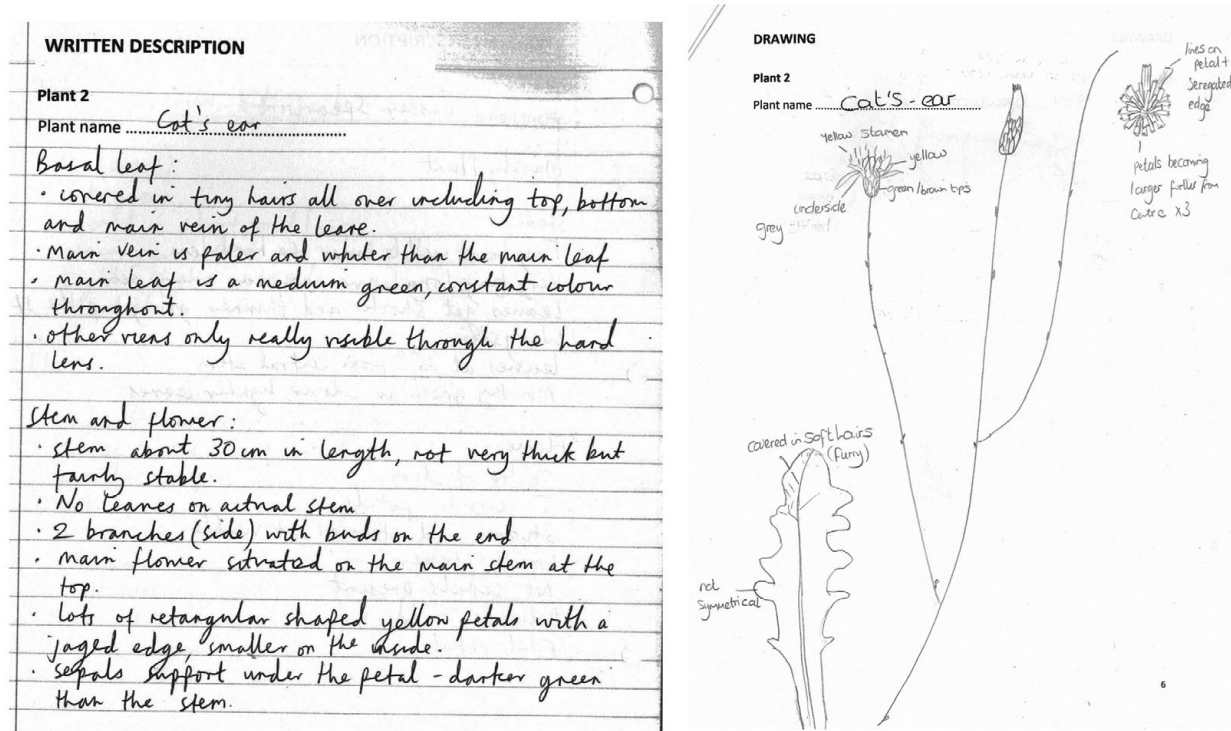 WRITTEN DESCRIPTION
Plant 2
Plant name Cat's ear
Basal leaf :
· covered in tiny hairs all over including top, bottom
and main vein of the leave.
· Main vein is paler and whiter than the main leaf
· main leaf is a medium green, constant colour
throughout.
· other viens only really visible through the hand
lens.
Stem and flower :
· stem about 30cm in length, not very thick but
fairly stable.
· No leaves on actual stem
· 2 branches (side) with buds on the end
· main flower situated on the main stem at the
top.
· lots of retangular shaped yellow petals with a
jaged edge, smaller on the inside.
· sepals support under the petal - darker green
than the stem.
DRAWING
Plant 2
Plant name Cat's-ear
yellow stamen
yellow
green/brown tips
underside
grey
lines on
petal +
Seregated
edge
petals becoming
larger further from
centre x3
covered in soft hairs
(furry)
not
symmetrical
6